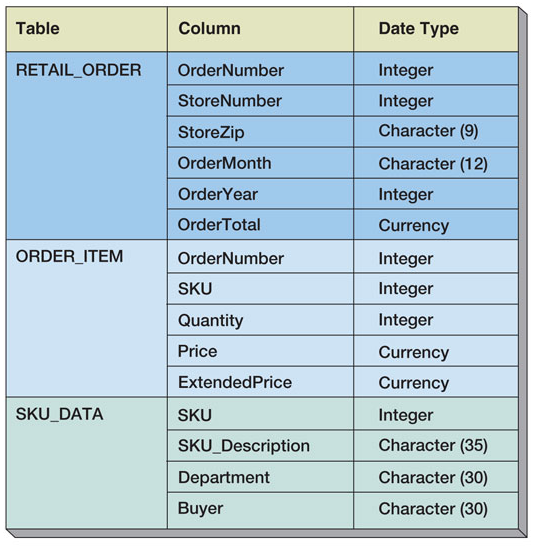 Table Column Date Type
RETAIL_ORDER OrderNumber Integer
StoreNumber Integer
StoreZip Character (9)
OrderMonth Character (12)
OrderYear Integer
OrderTotal Currency
ORDER_ITEM OrderNumber Integer
SKU Integer
Quantity Integer
Price Currency
ExtendedPrice Currency
SKU_DATA SKU Integer
SKU_Description Character (35)
Department Character (30)
Buyer Character (30)